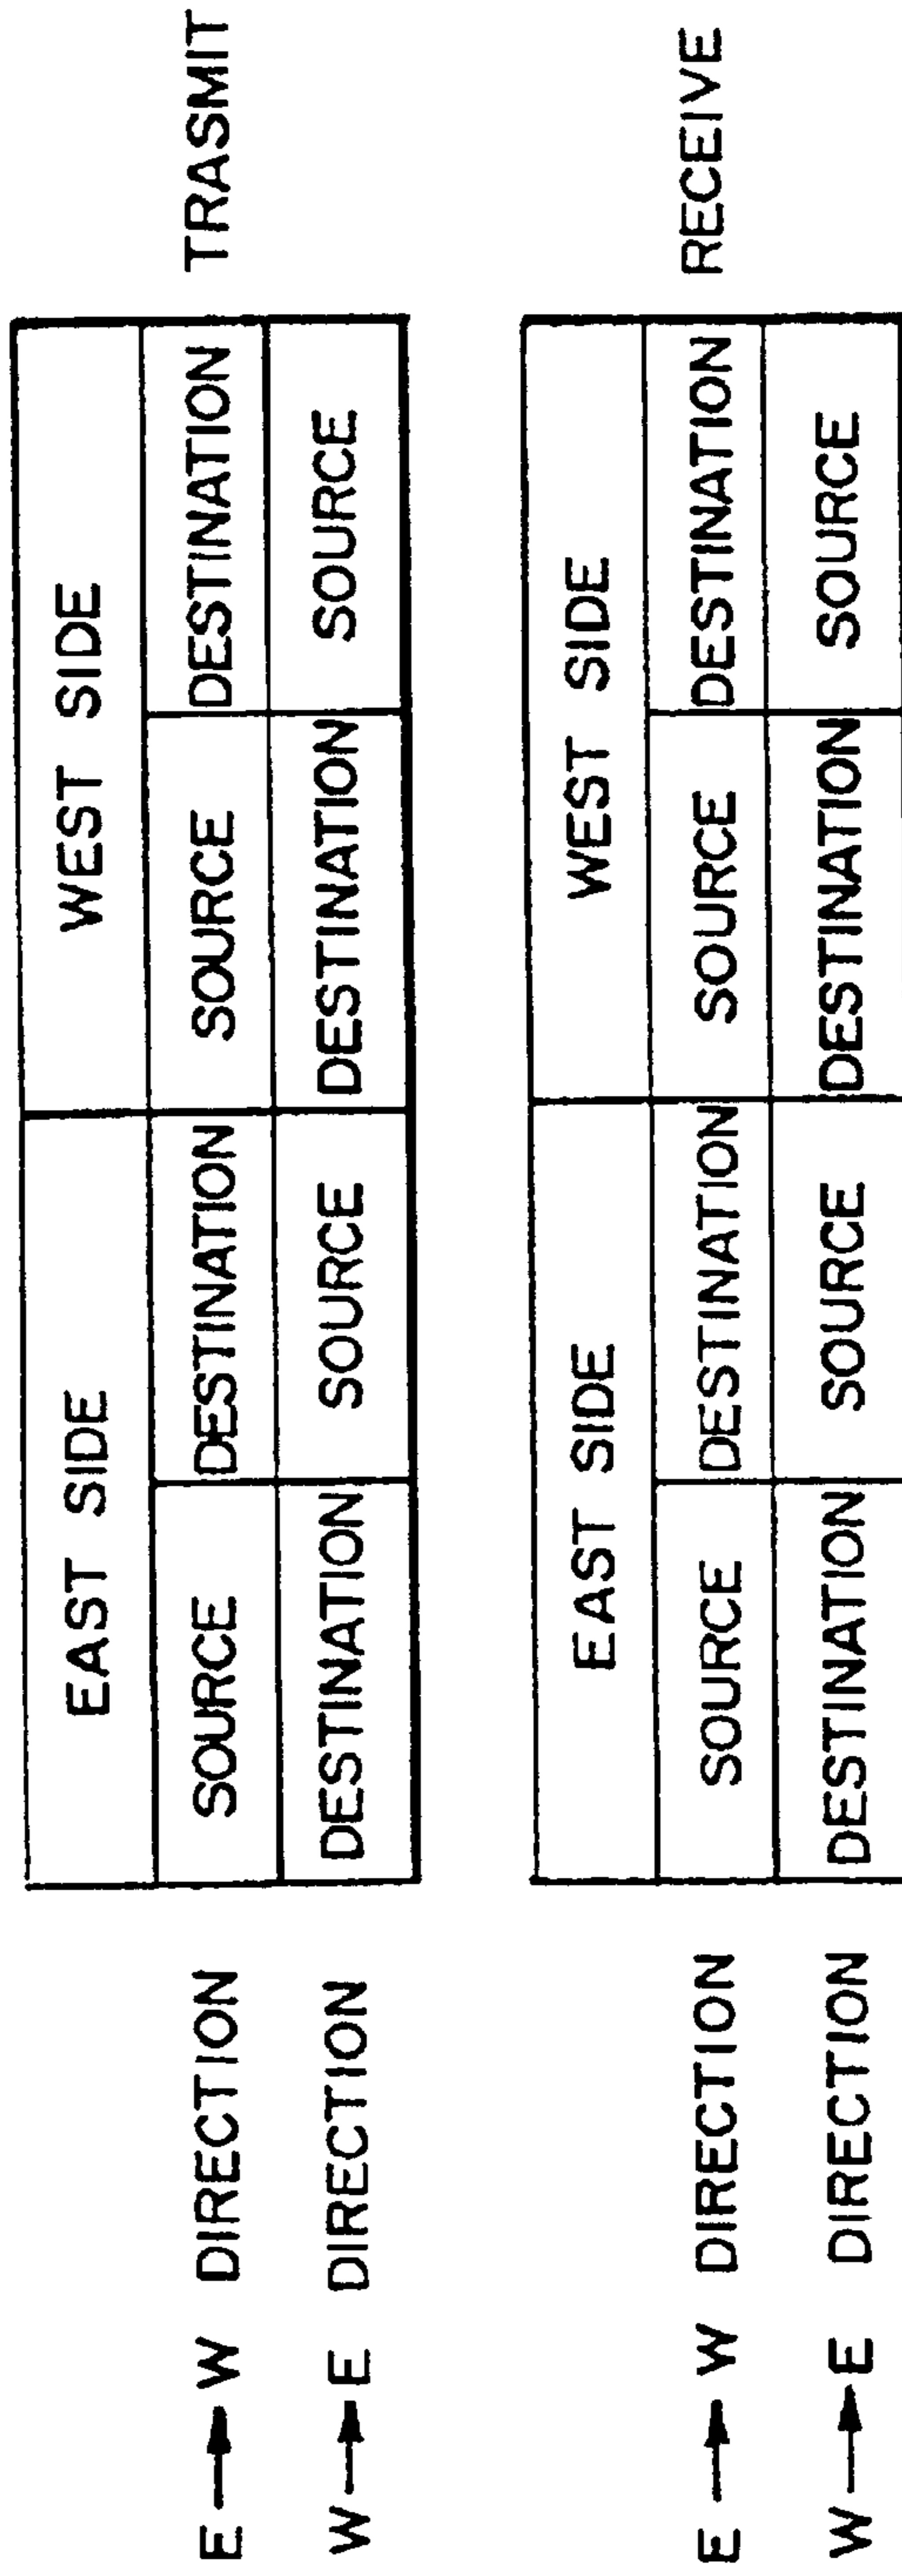 EAST SIDE WEST SIDE
E → W DIRECTION SOURCE DESTINATION SOURCE DESTINATION TRASMIT
W → E DIRECTION DESTINATION SOURCE DESTINATION SOURCE
EAST SIDE WEST SIDE
E → W DIRECTION SOURCE DESTINATION SOURCE DESTINATION RECEIVE
W → E DIRECTION DESTINATION SOURCE DESTINATION SOURCE